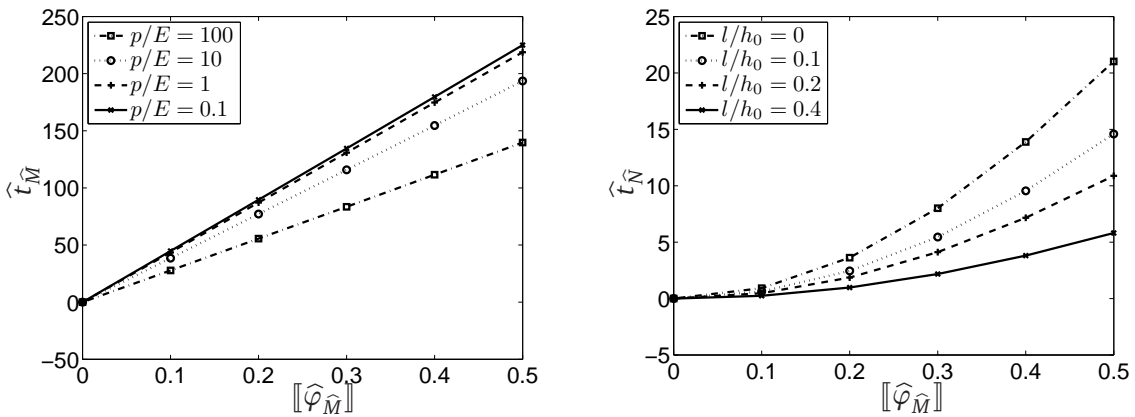 250
200
150
100
50
0
−50
0 0.1 0.2 0.3 0.4 0.5
p/E = 100
p/E = 10
p/E = 1
p/E = 0.1
t̂_M̂
⟦φ̂_M̂⟧
25
20
15
10
5
0
−5
0 0.1 0.2 0.3 0.4 0.5
l/h₀ = 0
l/h₀ = 0.1
l/h₀ = 0.2
l/h₀ = 0.4
t̂_N̂
⟦φ̂_M̂⟧